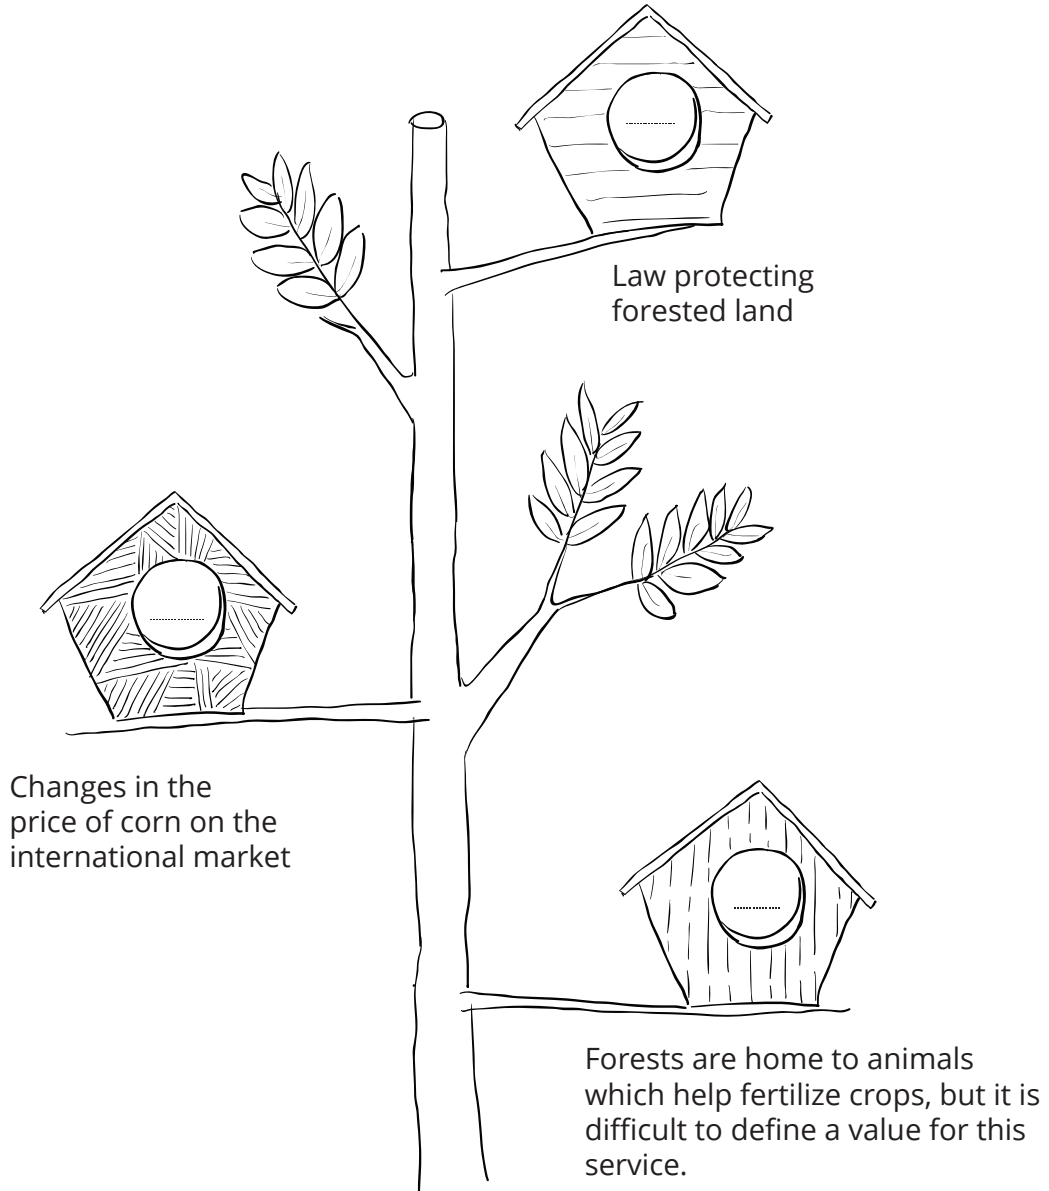 Law protecting
forested land
Changes in the
price of corn on the
international market
Forests are home to animals
which help fertilize crops, but it is
difficult to define a value for this
service.